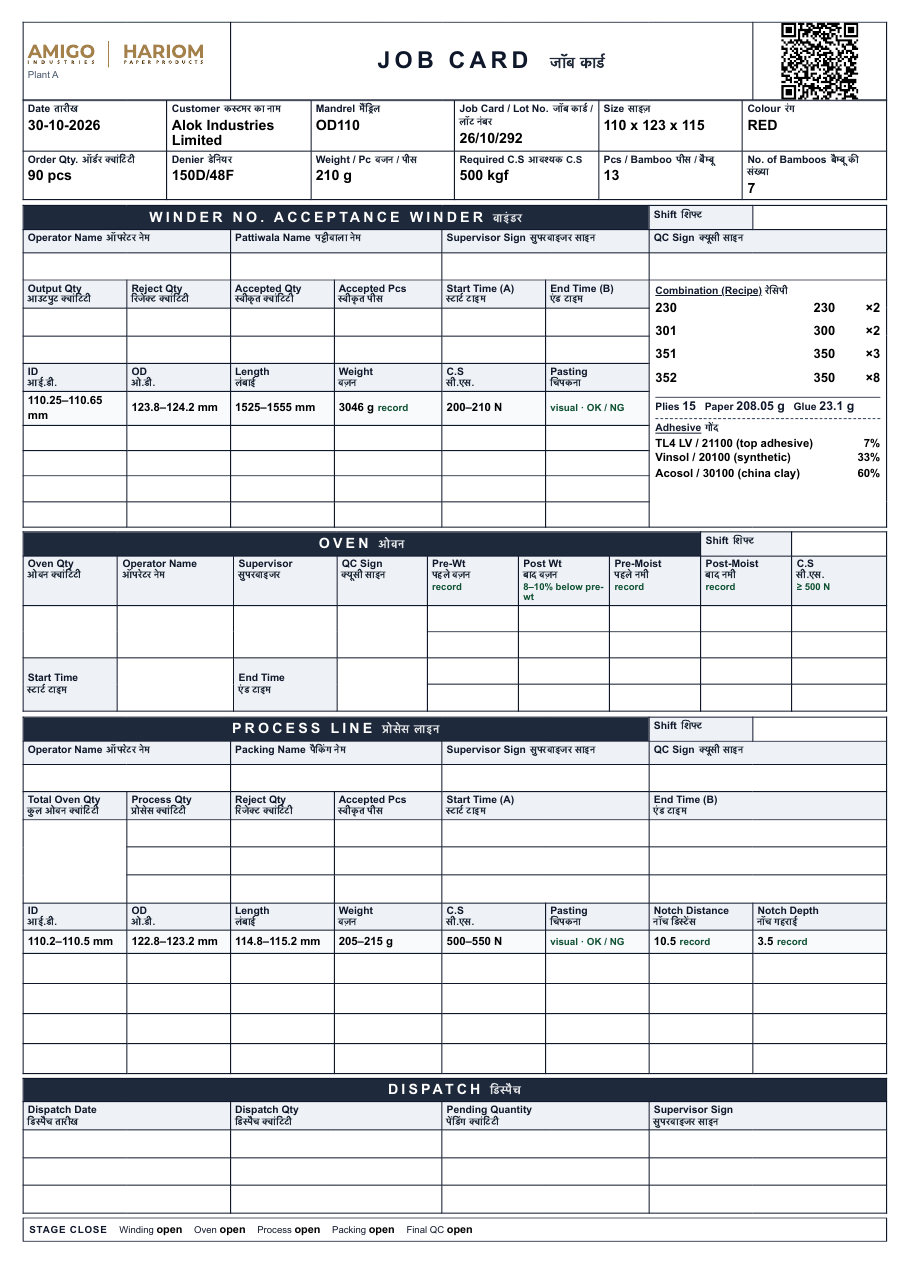 AMIGO INDUSTRIES HARIOM PAPER PRODUCTS
Plant A
JOB CARD जॉब कार्ड
Date तारीख
30-10-2026
Customer कस्टमर का नाम
Alok Industries
Limited
Mandrel मैंड्रिल
OD110
Job Card / Lot No. जॉब कार्ड /
लॉट नंबर
26/10/292
Size साइज़
110 x 123 x 115
Colour रंग
RED
Order Qty. ऑर्डर क्वांटिटी
90 pcs
Denier डेनियर
150D/48F
Weight / Pc वजन / पीस
210 g
Required C.S आवश्यक C.S
500 kgf
Pcs / Bamboo पीस / बैम्बू
13
No. of Bamboos बैम्बू की
संख्या
7
WINDER NO. ACCEPTANCE WINDER वाइंडर
Shift शिफ्ट
Operator Name ऑपरेटर नेम
Pattiwala Name पट्टीवाला नेम
Supervisor Sign सुपरवाइजर साइन
QC Sign क्यूसी साइन
Output Qty
आउटपुट क्वांटिटी
Reject Qty
रिजेक्ट क्वांटिटी
Accepted Qty
स्वीकृत क्वांटिटी
Accepted Pcs
स्वीकृत पीस
Start Time (A)
स्टार्ट टाइम
End Time (B)
एंड टाइम
Combination (Recipe) रेसिपी
230 230 ×2
301 300 ×2
351 350 ×3
352 350 ×8
Plies 15 Paper 208.05 g Glue 23.1 g
Adhesive गोंद
TL4 LV / 21100 (top adhesive) 7%
Vinsol / 20100 (synthetic) 33%
Acosol / 30100 (china clay) 60%
ID
आई.डी.
OD
ओ.डी.
Length
लंबाई
Weight
वज़न
C.S
सी.एस.
Pasting
चिपकना
110.25–110.65
mm
123.8–124.2 mm
1525–1555 mm
3046 g record
200–210 N
visual · OK / NG
OVEN ओवन
Shift शिफ्ट
Oven Qty
ओवन क्वांटिटी
Operator Name
ऑपरेटर नेम
Supervisor
सुपरवाइजर
QC Sign
क्यूसी साइन
Pre-Wt
पहले वज़न
record
Post Wt
बाद वज़न
8–10% below pre-
wt
Pre-Moist
पहले नमी
record
Post-Moist
बाद नमी
record
C.S
सी.एस.
≥ 500 N
Start Time
स्टार्ट टाइम
End Time
एंड टाइम
PROCESS LINE प्रोसेस लाइन
Shift शिफ्ट
Operator Name ऑपरेटर नेम
Packing Name पैकिंग नेम
Supervisor Sign सुपरवाइजर साइन
QC Sign क्यूसी साइन
Total Oven Qty
कुल ओवन क्वांटिटी
Process Qty
प्रोसेस क्वांटिटी
Reject Qty
रिजेक्ट क्वांटिटी
Accepted Pcs
स्वीकृत पीस
Start Time (A)
स्टार्ट टाइम
End Time (B)
एंड टाइम
ID
आई.डी.
OD
ओ.डी.
Length
लंबाई
Weight
वज़न
C.S
सी.एस.
Pasting
चिपकना
Notch Distance
नॉच डिस्टेंस
Notch Depth
नॉच गहराई
110.2–110.5 mm
122.8–123.2 mm
114.8–115.2 mm
205–215 g
500–550 N
visual · OK / NG
10.5 record
3.5 record
DISPATCH डिस्पैच
Dispatch Date
डिस्पैच तारीख
Dispatch Qty
डिस्पैच क्वांटिटी
Pending Quantity
पेंडिंग क्वांटिटी
Supervisor Sign
सुपरवाइजर साइन
STAGE CLOSE Winding open Oven open Process open Packing open Final QC open